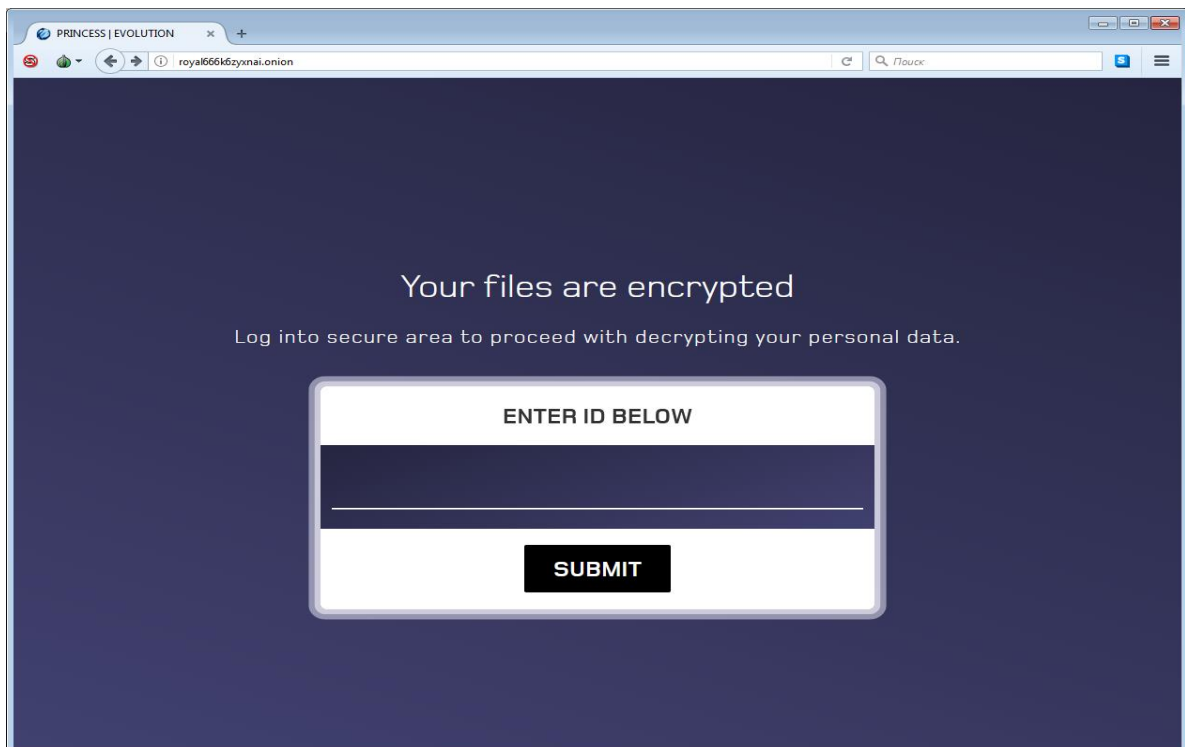 PRINCESS | EVOLUTION
royal666k6zyxnai.onion
Поиск
Your files are encrypted
Log into secure area to proceed with decrypting your personal data.
ENTER ID BELOW
SUBMIT